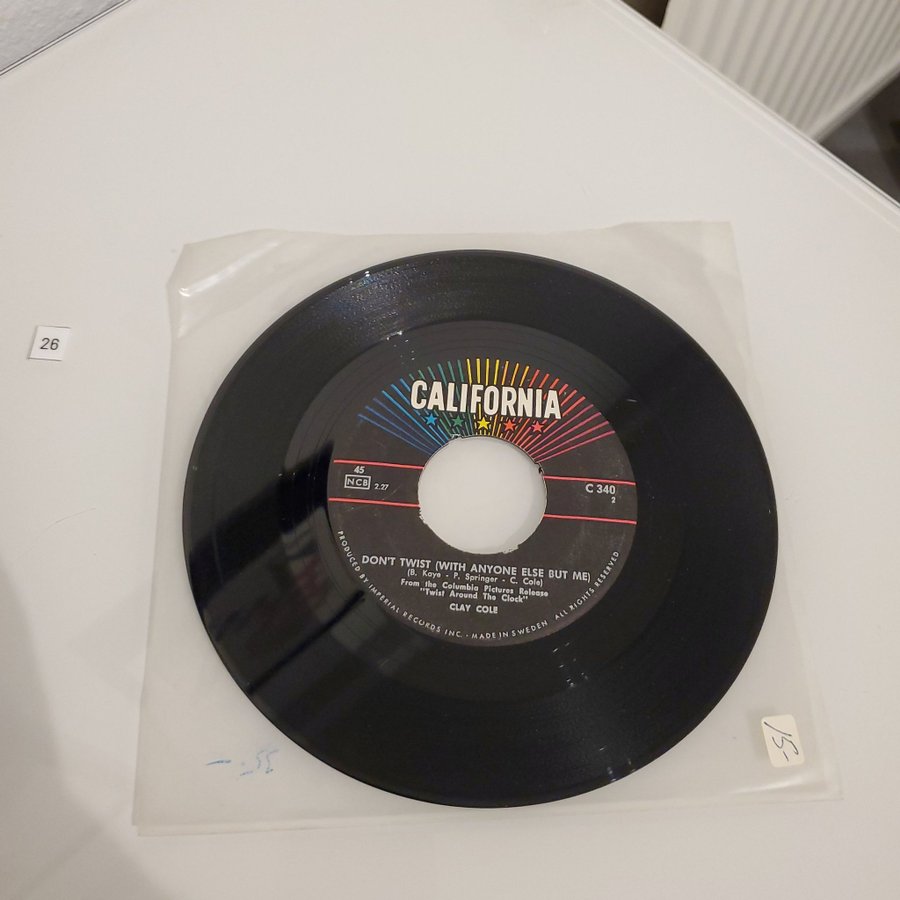 26
CALIFORNIA
45
NCB 2.27
C 340
2
DON'T TWIST (WITH ANYONE ELSE BUT ME)
(B. Kaye - P. Springer - C. Cole)
From the Columbia Pictures Release
"Twist Around The Clock"
CLAY COLE
PRODUCED BY IMPERIAL RECORDS INC. - MADE IN SWEDEN ALL RIGHTS RESERVED
15-